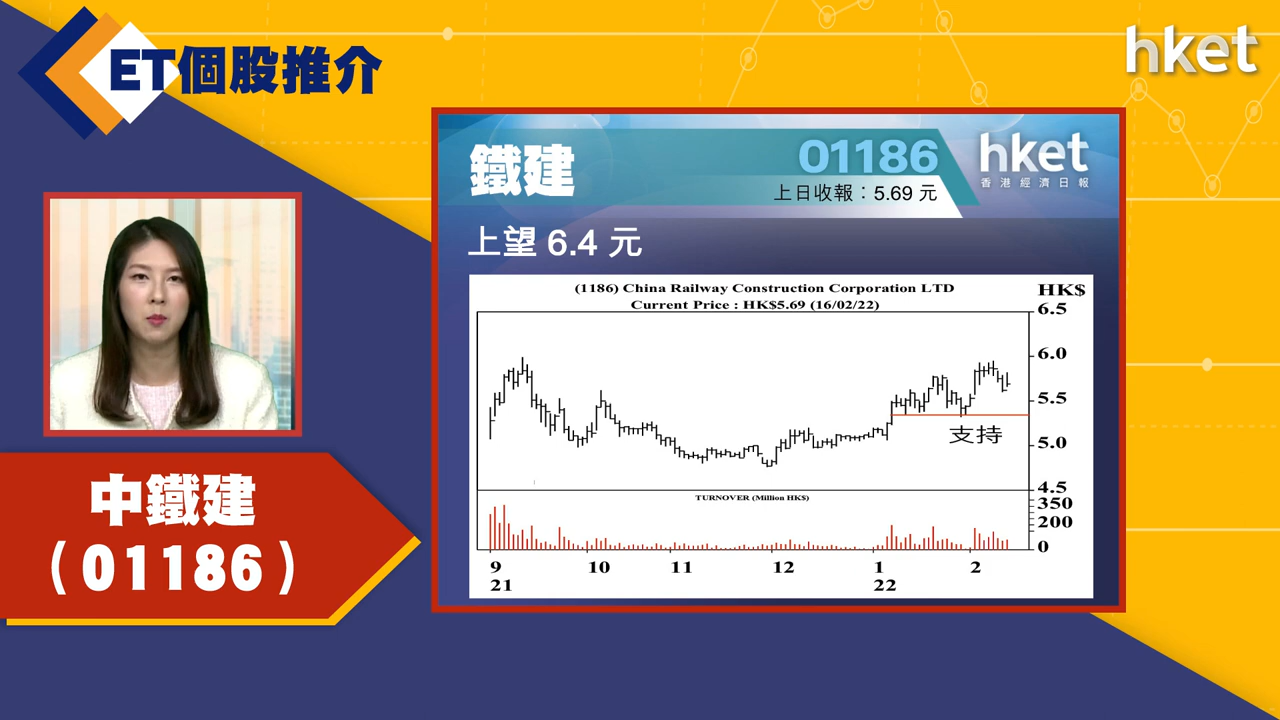 ET個股推介
hket
鐵建
01186
上日收報：5.69 元
hket
香港經濟日報
上望 6.4 元
(1186) China Railway Construction Corporation LTD
Current Price : HK$5.69 (16/02/22)
HK$
6.5
6.0
5.5
支持
5.0
4.5
TURNOVER (Million HK$)
350
200
0
9 10 11 12 1 2
21 22
中鐵建
（01186）